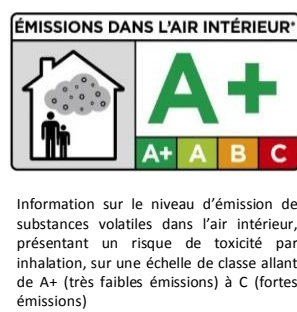 ÉMISSIONS DANS L'AIR INTÉRIEUR*
A+
A+ A B C
Information sur le niveau d'émission de
substances volatiles dans l'air intérieur,
présentant un risque de toxicité par
inhalation, sur une échelle de classe allant
de A+ (très faibles émissions) à C (fortes
émissions)